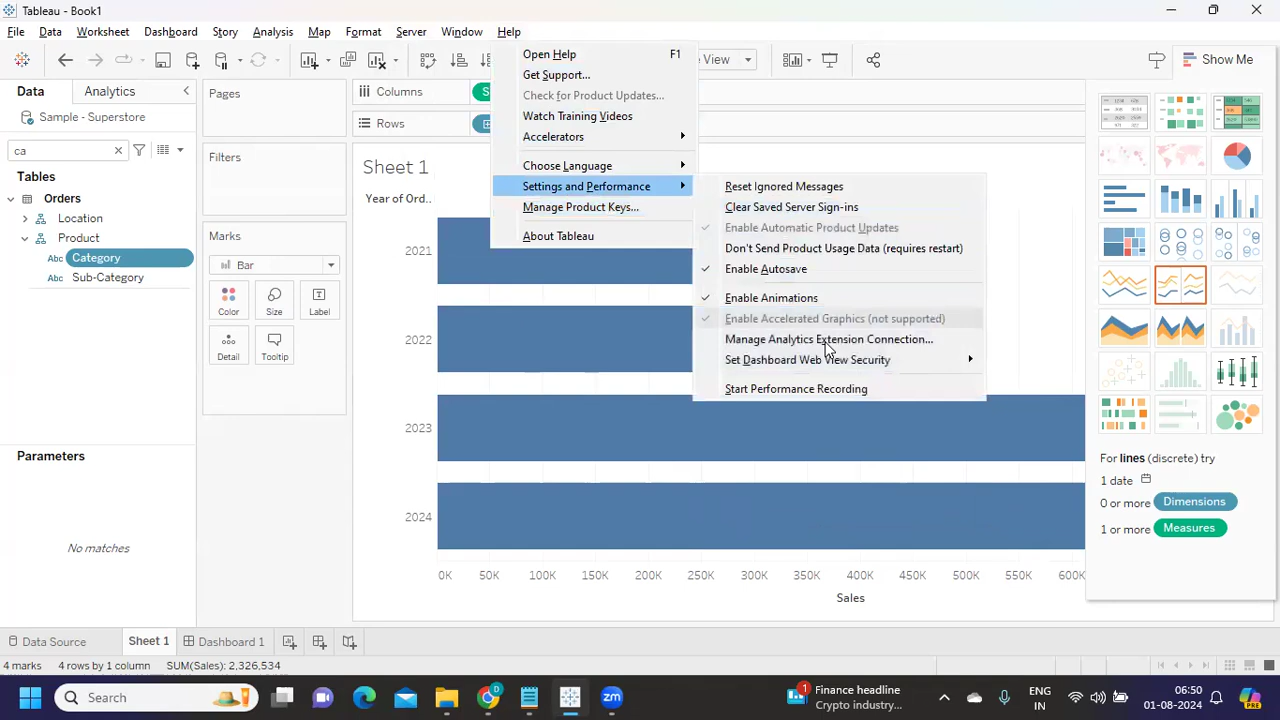 Tableau - Book1
File Data Worksheet Dashboard Story Analysis Map Format Server Window Help
Open Help F1
Get Support...
Check for Product Updates...
Watch Training Videos
Accelerators
Choose Language
Settings and Performance
Manage Product Keys...
About Tableau
Reset Ignored Messages
Clear Saved Server Sign-ins
Enable Automatic Product Updates
Don't Send Product Usage Data (requires restart)
Enable Autosave
Enable Animations
Enable Accelerated Graphics (not supported)
Manage Analytics Extension Connection...
Set Dashboard Web View Security
Start Performance Recording
View
Show Me
Data Analytics
Sample - Superstore
ca
Tables
Orders
Location
Product
Abc Category
Abc Sub-Category
Parameters
No matches
Pages
Filters
Marks
Bar
Color Size Label
Detail Tooltip
Columns S
Rows
Sheet 1
Year of Ord..
2021
2022
2023
2024
0K 50K 100K 150K 200K 250K 300K 350K 400K 450K 500K 550K 600K
Sales
For lines (discrete) try
1 date
0 or more Dimensions
1 or more Measures
Data Source Sheet 1 Dashboard 1
4 marks 4 rows by 1 column SUM(Sales): 2,326,534
Search
zm
D
1
Finance headline
Crypto industry...
ENG
IN
06:50
01-08-2024
PRE